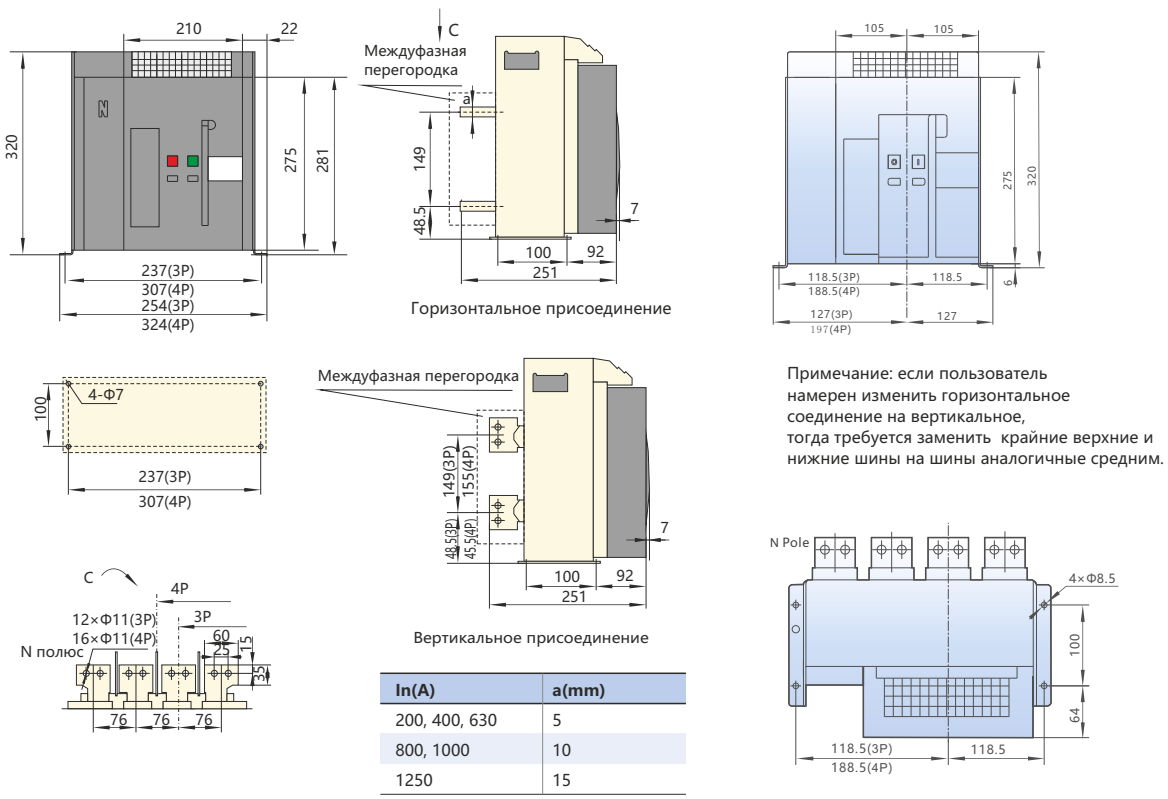 210
22
320
275
281
237(3P)
307(4P)
254(3P)
324(4P)
C
Междуфазная
перегородка
a
149
48.5
7
100
92
251
Горизонтальное присоединение
105
105
275
320
118.5(3P)
118.5
188.5(4P)
6
127(3P)
127
197(4P)
4-Φ7
100
237(3P)
307(4P)
Междуфазная перегородка
149(3P)
155(4P)
48.5(3P)
45.5(4P)
7
100
92
251
Вертикальное присоединение
Примечание: если пользователь
намерен изменить горизонтальное
соединение на вертикальное,
тогда требуется заменить крайние верхние и
нижние шины на шины аналогичные средним.
C
4P
12×Φ11(3P)
3P
16×Φ11(4P)
60
N полюс
25
15
35
76
76
76
In(A) a(mm)
200, 400, 630 5
800, 1000 10
1250 15
N Pole
4×Φ8.5
100
64
118.5(3P)
118.5
188.5(4P)